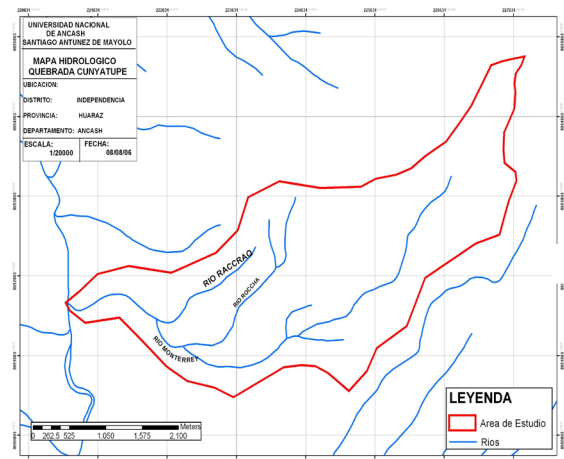 UNIVERSIDAD NACIONAL
DE ANCASH
SANTIAGO ANTUNEZ DE MAYOLO
MAPA HIDROLOGICO
QUEBRADA CUNYATUPE
UBICACION:
DISTRITO: INDEPENDENCIA
PROVINCIA: HUARAZ
DEPARTAMENTO: ANCASH
ESCALA: 1/20000
FECHA: 08/08/06
RIO RACCRAQ
RIO ROCCHA
RIO MONTERREY
Meters
0 262.5 525 1,050 1,575 2,100
LEYENDA
Area de Estudio
Rios